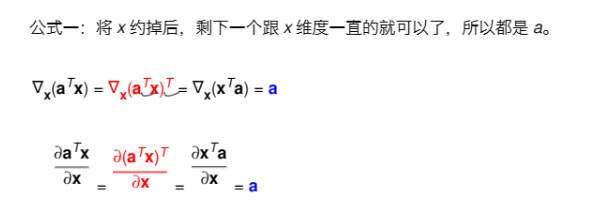 公式一：将 x 约掉后，剩下一个跟 x 维度一直的就可以了，所以都是 a。
∇ₓ(aᵀx) = ∇ₓ(aᵀx)ᵀ = ∇ₓ(xᵀa) = a
∂aᵀx/∂x = ∂(aᵀx)ᵀ/∂x = ∂xᵀa/∂x = a